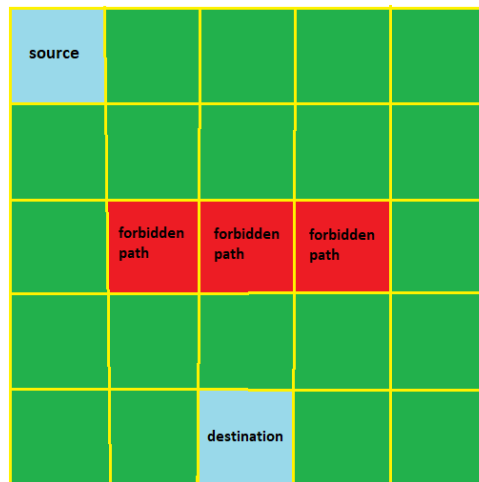 source
forbidden forbidden forbidden
path path path
destination